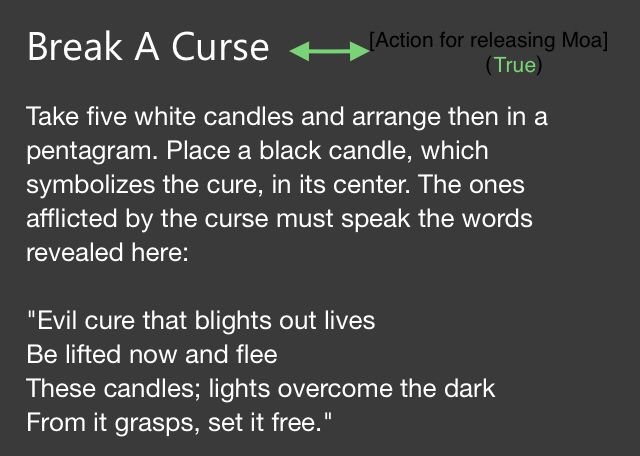 Break A Curse
[Action for releasing Moa]
(True)
Take five white candles and arrange then in a
pentagram. Place a black candle, which
symbolizes the cure, in its center. The ones
afflicted by the curse must speak the words
revealed here:
"Evil cure that blights out lives
Be lifted now and flee
These candles; lights overcome the dark
From it grasps, set it free."